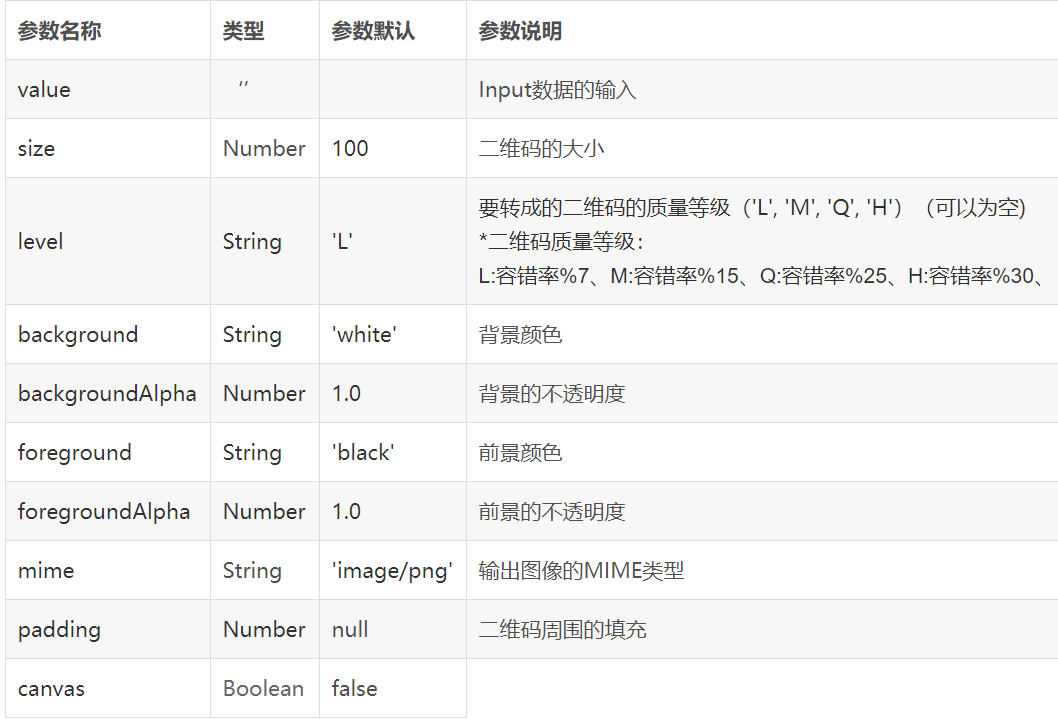 参数名称 类型 参数默认 参数说明
value ‘’ Input数据的输入
size Number 100 二维码的大小
level String 'L' 要转成的二维码的质量等级（'L', 'M', 'Q', 'H'）（可以为空)
*二维码质量等级：
L:容错率%7、M:容错率%15、Q:容错率%25、H:容错率%30、
background String 'white' 背景颜色
backgroundAlpha Number 1.0 背景的不透明度
foreground String 'black' 前景颜色
foregroundAlpha Number 1.0 前景的不透明度
mime String 'image/png' 输出图像的MIME类型
padding Number null 二维码周围的填充
canvas Boolean false